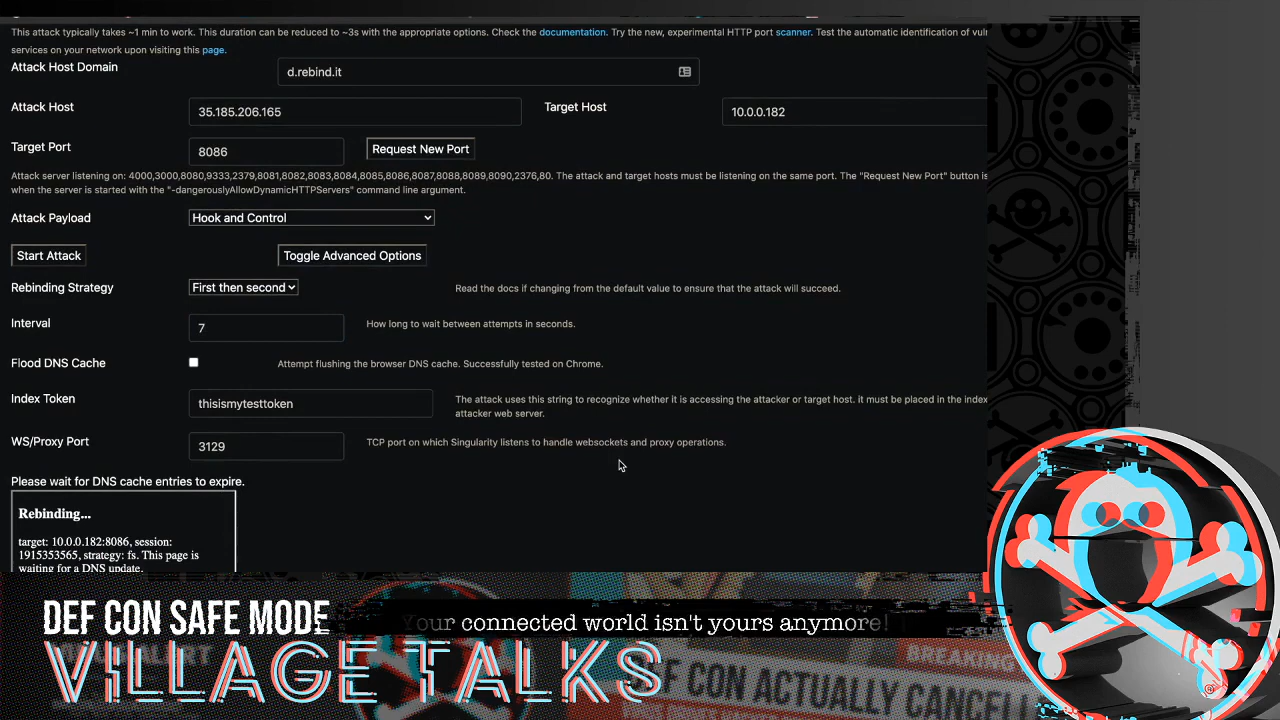 This attack typically takes ~1 min to work. This duration can be reduced to ~3s with the appropriate options. Check the documentation. Try the new, experimental HTTP port scanner. Test the automatic identification of vul
services on your network upon visiting this page.
Attack Host Domain
d.rebind.it
Attack Host
35.185.206.165
Target Host
10.0.0.182
Target Port
8086
Request New Port
Attack server listening on: 4000,3000,8080,9333,2379,8081,8082,8083,8084,8085,8086,8087,8088,8089,8090,2376,80. The attack and target hosts must be listening on the same port. The "Request New Port" button is
when the server is started with the "-dangerouslyAllowDynamicHTTPServers" command line argument.
Attack Payload
Hook and Control
Start Attack
Toggle Advanced Options
Rebinding Strategy
First then second
Read the docs if changing from the default value to ensure that the attack will succeed.
Interval
7
How long to wait between attempts in seconds.
Flood DNS Cache
Attempt flushing the browser DNS cache. Successfully tested on Chrome.
Index Token
thisismytesttoken
The attack uses this string to recognize whether it is accessing the attacker or target host. it must be placed in the index
attacker web server.
WS/Proxy Port
3129
TCP port on which Singularity listens to handle websockets and proxy operations.
Please wait for DNS cache entries to expire.
Rebinding...
target: 10.0.0.182:8086, session:
1915353565, strategy: fs. This page is
waiting for a DNS update.
DEF CON SAFE MODE
ur connected world isn't yours anymore!
VILLAGE TALKS
BREAKING
DEF CON ACTUALLY CANCELL